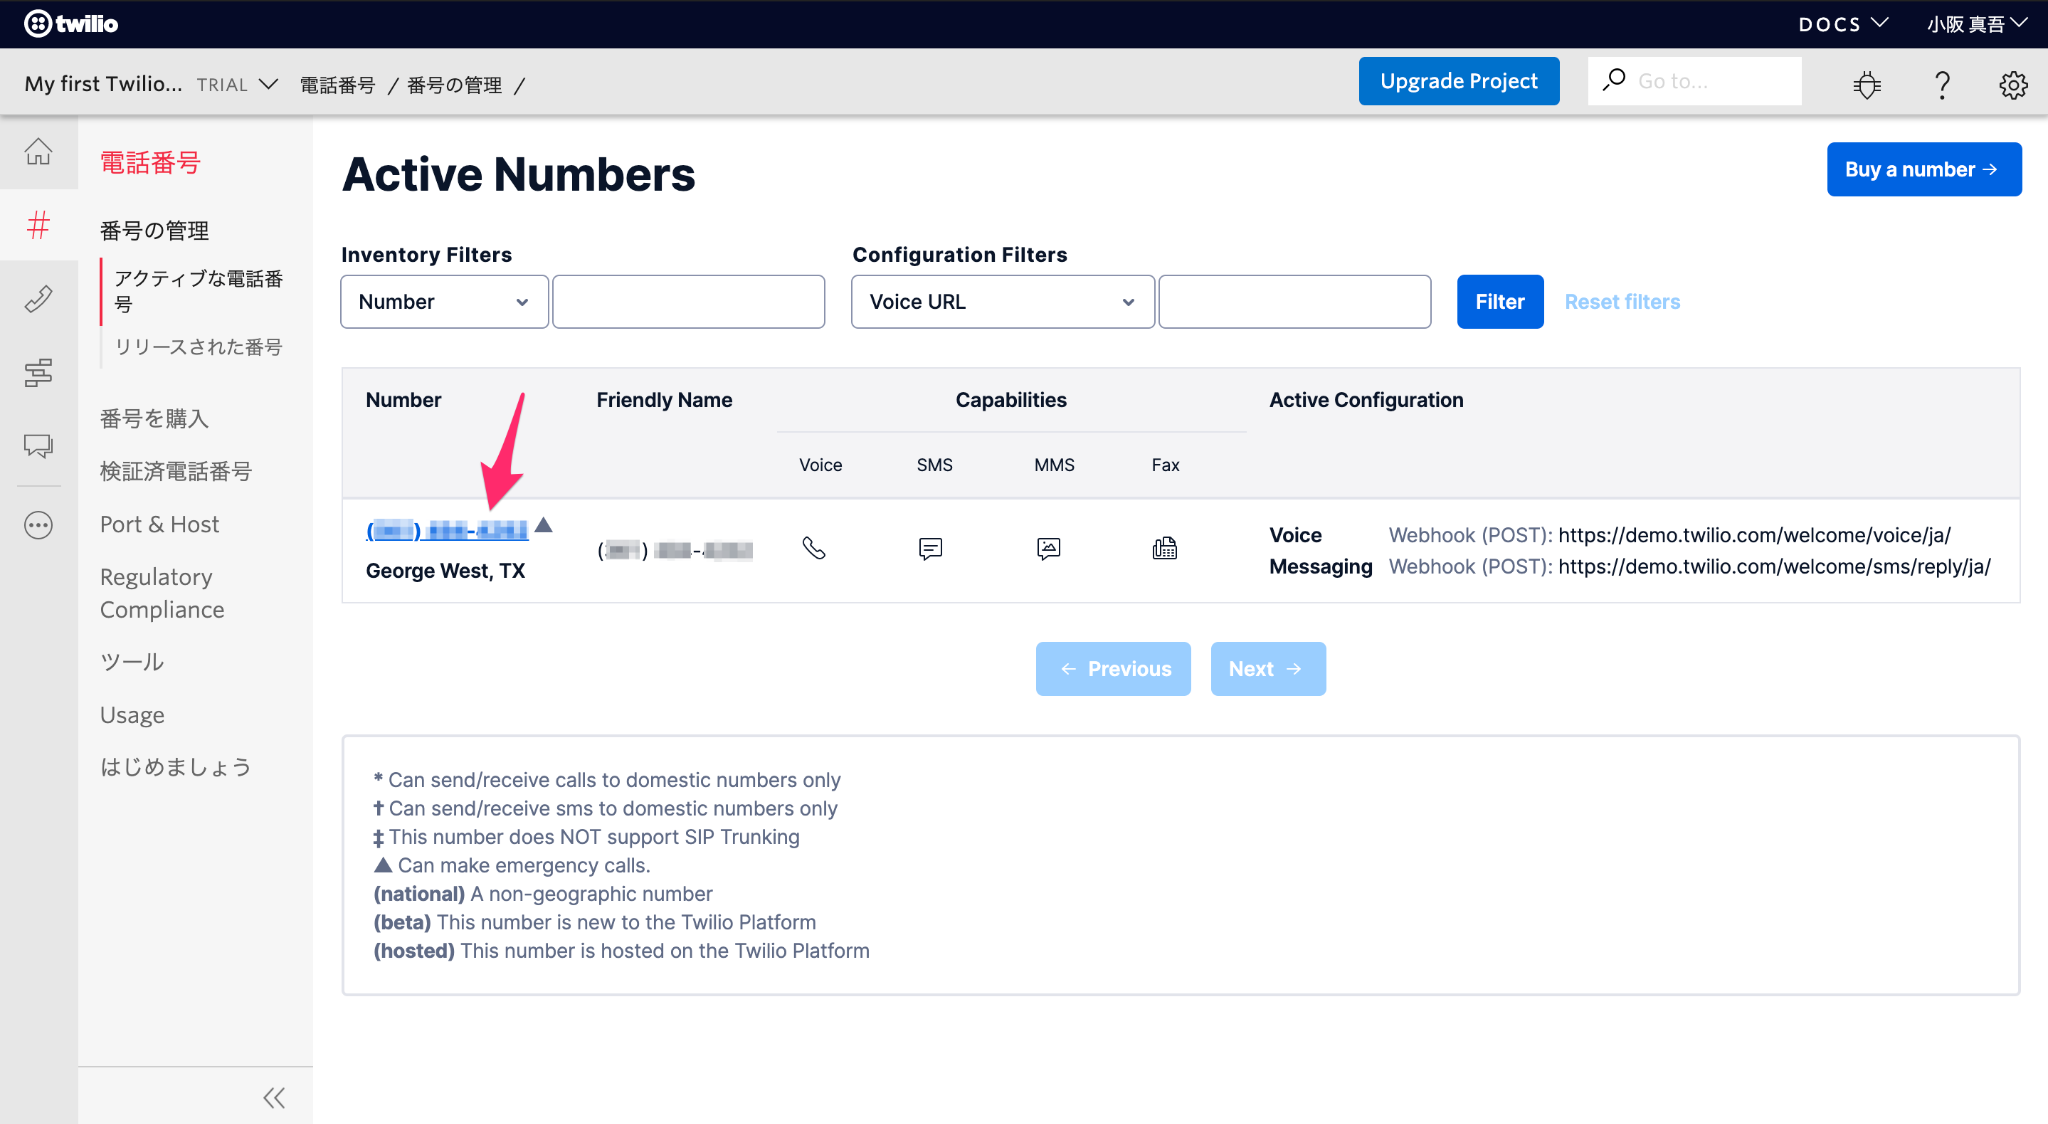 twilio
DOCS
小阪 真吾
My first Twilio... TRIAL
電話番号 / 番号の管理 /
Upgrade Project
Go to...
電話番号
番号の管理
アクティブな電話番
号
リリースされた番号
番号を購入
検証済電話番号
Port & Host
Regulatory
Compliance
ツール
Usage
はじめましょう
Active Numbers
Buy a number →
Inventory Filters
Configuration Filters
Number
Voice URL
Filter
Reset filters
Number
Friendly Name
Capabilities
Active Configuration
Voice
SMS
MMS
Fax
George West, TX
Voice Webhook (POST): https://demo.twilio.com/welcome/voice/ja/
Messaging Webhook (POST): https://demo.twilio.com/welcome/sms/reply/ja/
← Previous
Next →
* Can send/receive calls to domestic numbers only
† Can send/receive sms to domestic numbers only
‡ This number does NOT support SIP Trunking
▲ Can make emergency calls.
(national) A non-geographic number
(beta) This number is new to the Twilio Platform
(hosted) This number is hosted on the Twilio Platform